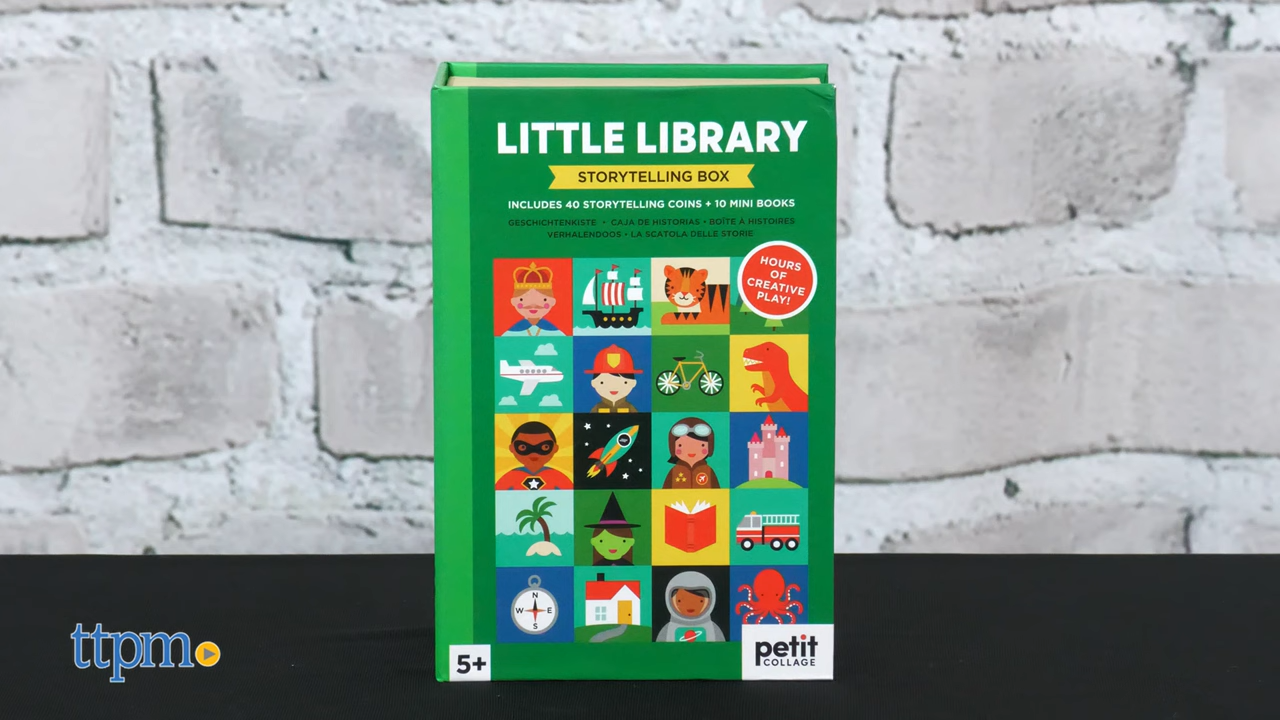 LITTLE LIBRARY
STORYTELLING BOX
INCLUDES 40 STORYTELLING COINS + 10 MINI BOOKS
GESCHICHTENKISTE • CAJA DE HISTORIAS • BOÎTE À HISTOIRES
VERHALENDOOS • LA SCATOLA DELLE STORIE
HOURS
OF
CREATIVE
PLAY!
N
W E
S
5+
petit
COLLAGE
ttpm